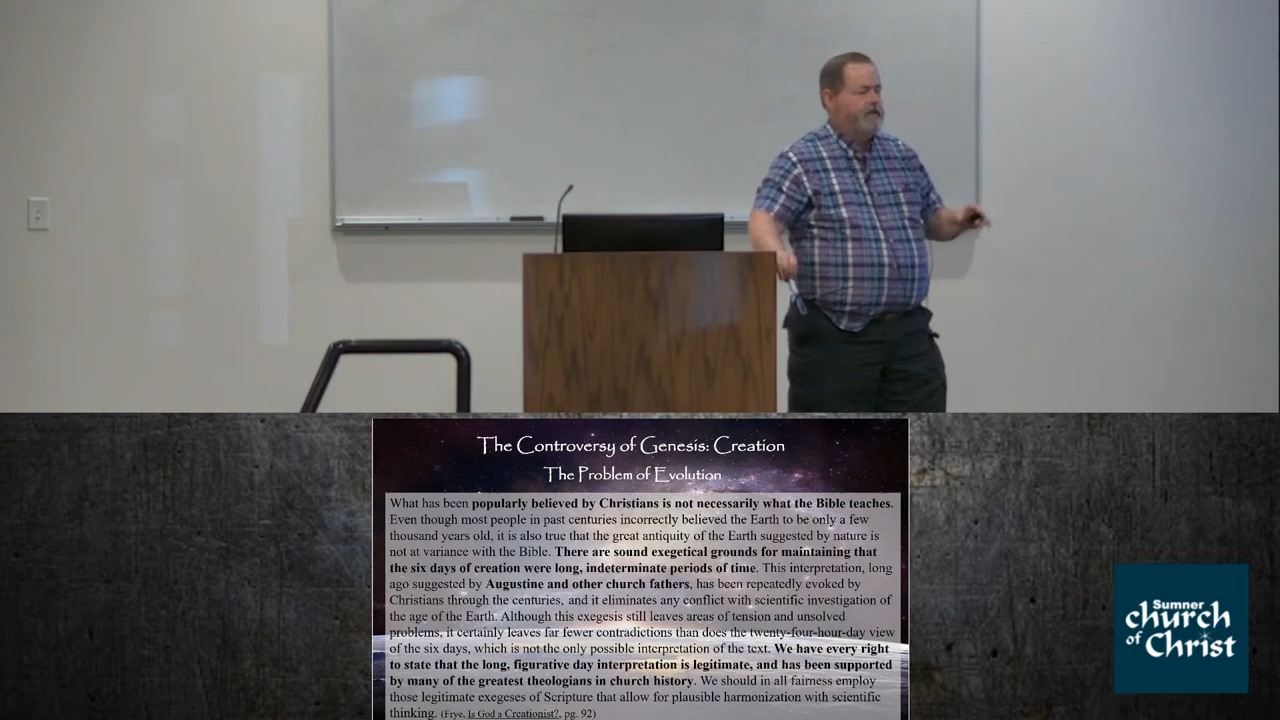 The Controversy of Genesis: Creation
The Problem of Evolution
What has been popularly believed by Christians is not necessarily what the Bible teaches.
Even though most people in past centuries incorrectly believed the Earth to be only a few
thousand years old, it is also true that the great antiquity of the Earth suggested by nature is
not at variance with the Bible. There are sound exegetical grounds for maintaining that
the six days of creation were long, indeterminate periods of time. This interpretation, long
ago suggested by Augustine and other church fathers, has been repeatedly evoked by
Christians through the centuries, and it eliminates any conflict with scientific investigation of
the age of the Earth. Although this exegesis still leaves areas of tension and unsolved
problems, it certainly leaves far fewer contradictions than does the twenty-four-hour-day view
of the six days, which is not the only possible interpretation of the text. We have every right
to state that the long, figurative day interpretation is legitimate, and has been supported
by many of the greatest theologians in church history. We should in all fairness employ
those legitimate exegeses of Scripture that allow for plausible harmonization with scientific
thinking. (Frye, Is God a Creationist?, pg. 92)
Sumner
church
of Christ